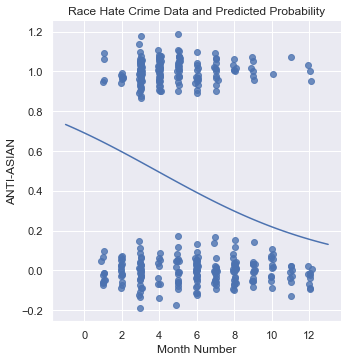 Race Hate Crime Data and Predicted Probability
1.2
1.0
0.8
0.6
0.4
0.2
0.0
−0.2
ANTI-ASIAN
0 2 4 6 8 10 12
Month Number